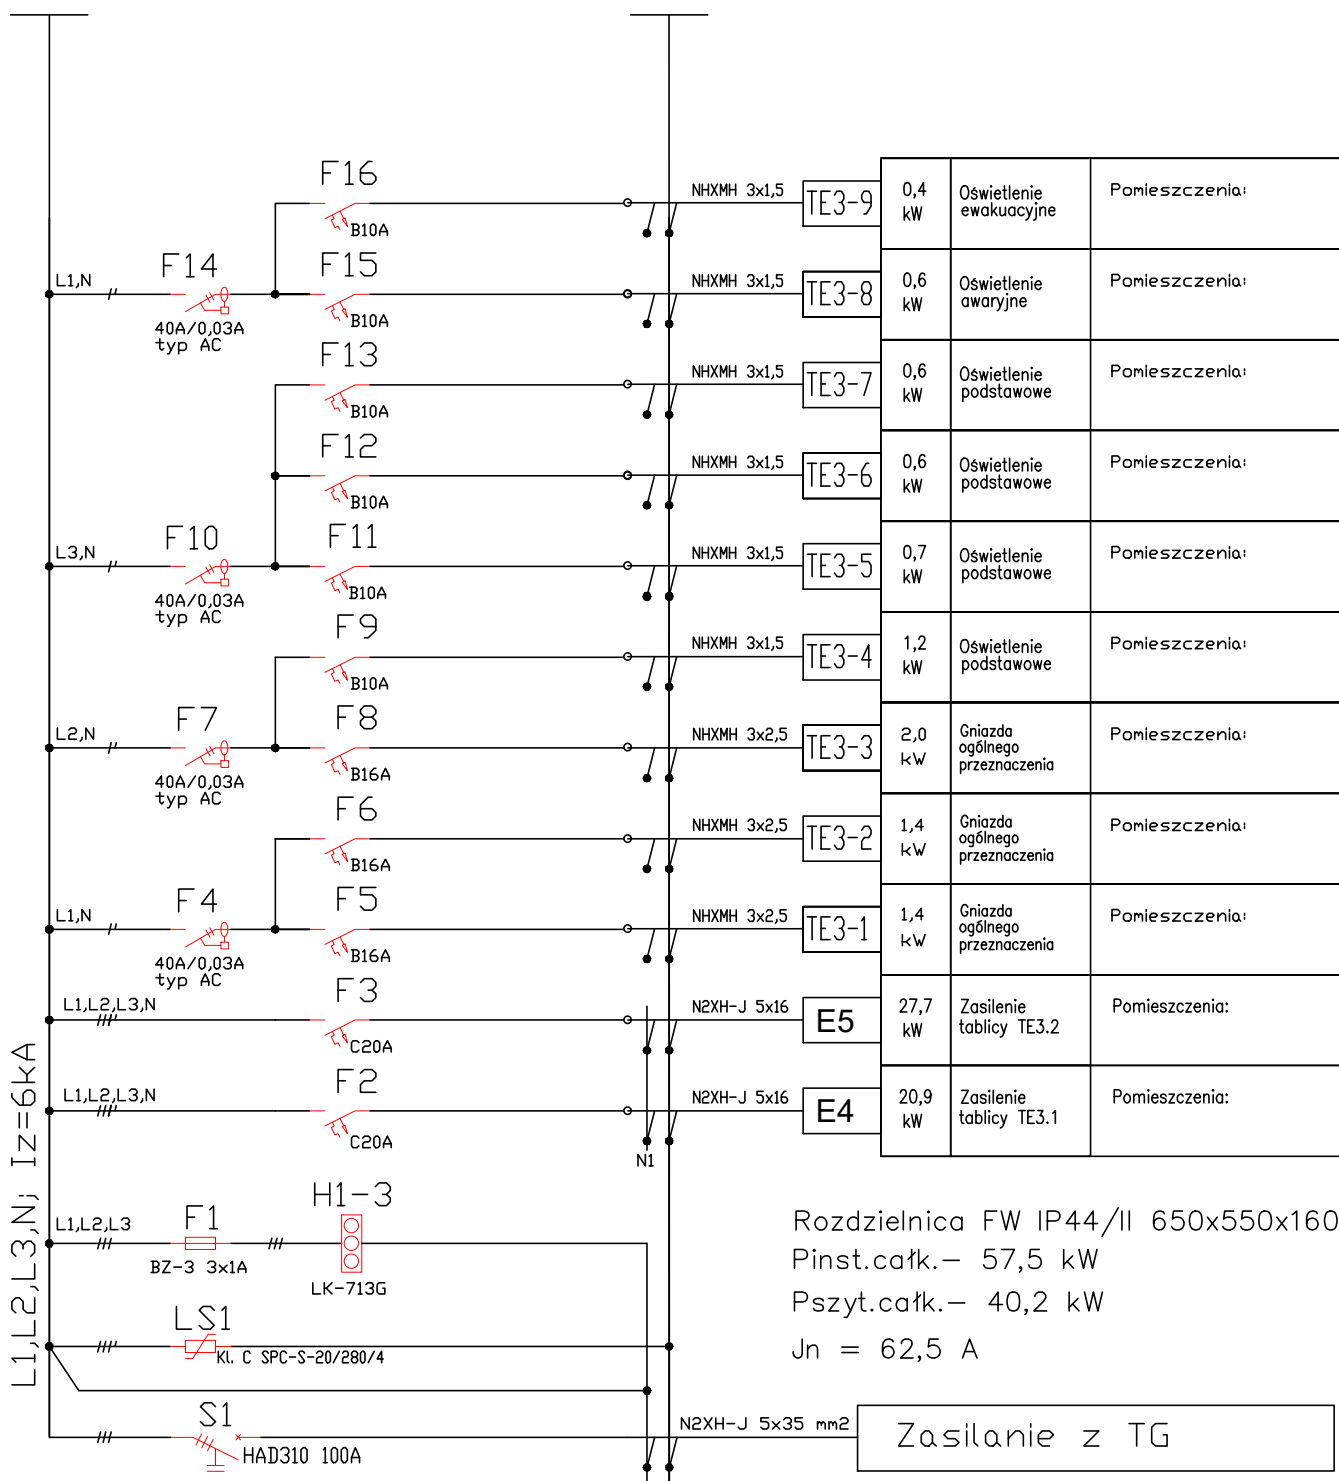 F16
NHXMH 3x1,5
TE3-9
0,4
kW
Oświetlenie
ewakuacyjne
Pomieszczenia:
B10A
L1,N
F14
40A/0,03A
typ AC
F15
B10A
NHXMH 3x1,5
TE3-8
0,6
kW
Oświetlenie
awaryjne
Pomieszczenia:
F13
B10A
NHXMH 3x1,5
TE3-7
0,6
kW
Oświetlenie
podstawowe
Pomieszczenia:
F12
B10A
NHXMH 3x1,5
TE3-6
0,6
kW
Oświetlenie
podstawowe
Pomieszczenia:
L3,N
F10
40A/0,03A
typ AC
F11
B10A
NHXMH 3x1,5
TE3-5
0,7
kW
Oświetlenie
podstawowe
Pomieszczenia:
F9
B10A
NHXMH 3x1,5
TE3-4
1,2
kW
Oświetlenie
podstawowe
Pomieszczenia:
L2,N
F7
40A/0,03A
typ AC
F8
B16A
NHXMH 3x2,5
TE3-3
2,0
kW
Gniazda
ogólnego
przeznaczenia
Pomieszczenia:
F6
B16A
NHXMH 3x2,5
TE3-2
1,4
kW
Gniazda
ogólnego
przeznaczenia
Pomieszczenia:
L1,N
F4
40A/0,03A
typ AC
F5
B16A
NHXMH 3x2,5
TE3-1
1,4
kW
Gniazda
ogólnego
przeznaczenia
Pomieszczenia:
L1,L2,L3,N
F3
C20A
N2XH-J 5x16
E5
27,7
kW
Zasilenie
tablicy TE3.2
Pomieszczenia:
L1,L2,L3,N
F2
C20A
N1
N2XH-J 5x16
E4
20,9
kW
Zasilenie
tablicy TE3.1
Pomieszczenia:
L1,L2,L3,N; Iz=6kA
L1,L2,L3
F1
BZ-3 3x1A
H1-3
LK-713G
LS1
Kl. C SPC-S-20/280/4
S1
HAD310 100A
Rozdzielnica FW IP44/II 650x550x160
Pinst.całk.– 57,5 kW
Pszyt.całk.– 40,2 kW
Jn = 62,5 A
N2XH-J 5x35 mm2
Zasilanie z TG